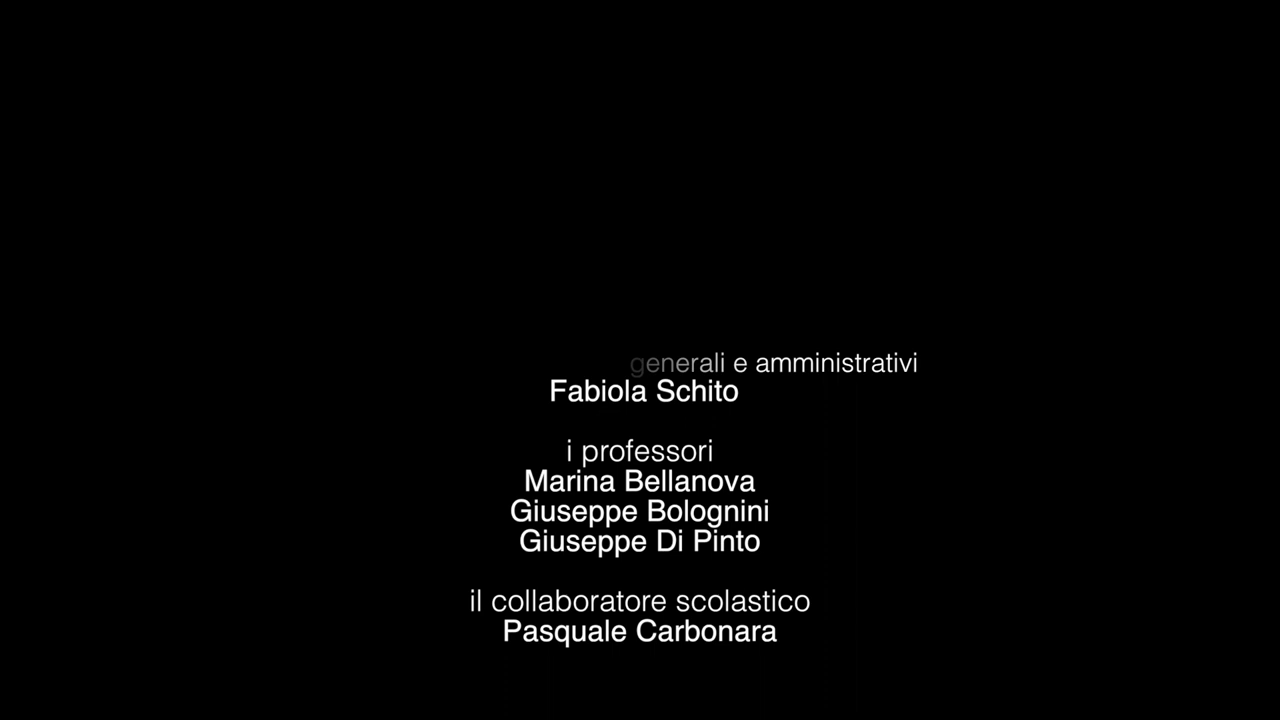 generali e amministrativi
Fabiola Schito
i professori
Marina Bellanova
Giuseppe Bolognini
Giuseppe Di Pinto
il collaboratore scolastico
Pasquale Carbonara